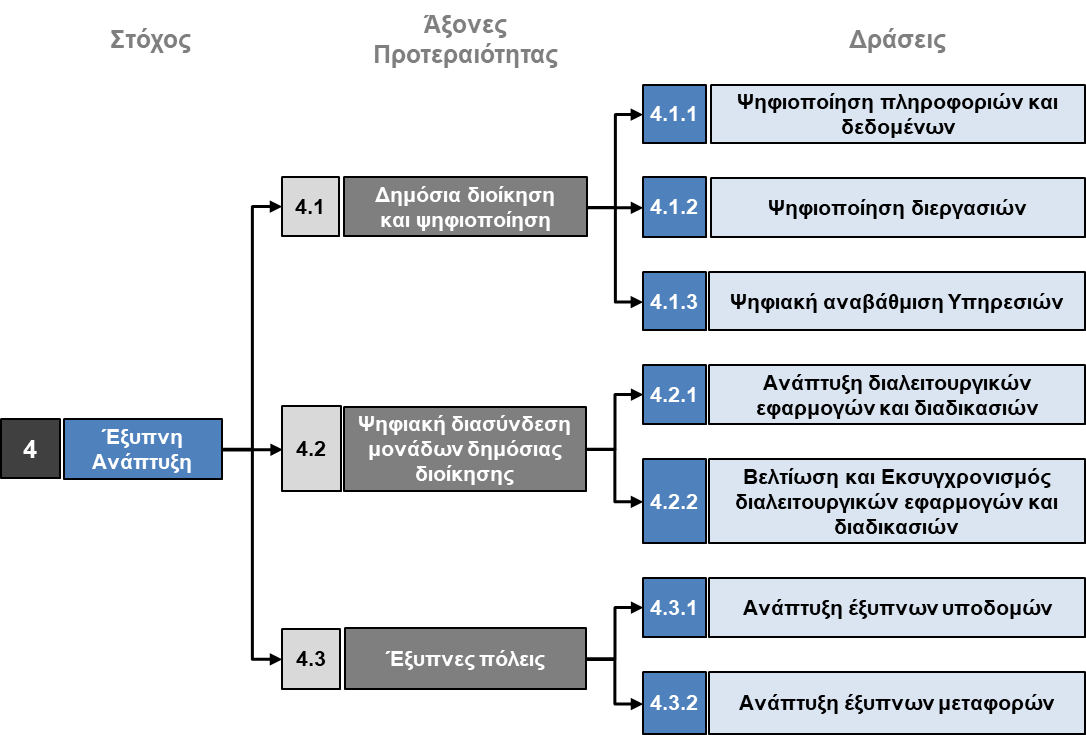 Στόχος
Άξονες
Προτεραιότητας
Δράσεις
4
Έξυπνη
Ανάπτυξη
4.1
Δημόσια διοίκηση
και ψηφιοποίηση
4.1.1
Ψηφιοποίηση πληροφοριών και
δεδομένων
4.1.2
Ψηφιοποίηση διεργασιών
4.1.3
Ψηφιακή αναβάθμιση Υπηρεσιών
4.2
Ψηφιακή διασύνδεση
μονάδων δημόσιας
διοίκησης
4.2.1
Ανάπτυξη διαλειτουργικών
εφαρμογών και διαδικασιών
4.2.2
Βελτίωση και Εκσυγχρονισμός
διαλειτουργικών εφαρμογών και
διαδικασιών
4.3
Έξυπνες πόλεις
4.3.1
Ανάπτυξη έξυπνων υποδομών
4.3.2
Ανάπτυξη έξυπνων μεταφορών